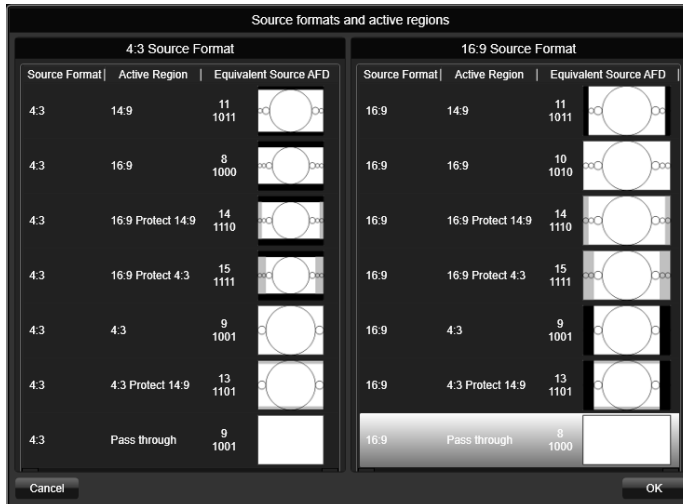 Source formats and active regions
4:3 Source Format
Source Format| Active Region | Equivalent Source AFD
4:3 14:9 11 1011
4:3 16:9 8 1000
4:3 16:9 Protect 14:9 14 1110
4:3 16:9 Protect 4:3 15 1111
4:3 4:3 9 1001
4:3 4:3 Protect 14:9 13 1101
4:3 Pass through 9 1001
16:9 Source Format
Source Format| Active Region | Equivalent Source AFD |
16:9 14:9 11 1011
16:9 16:9 10 1010
16:9 16:9 Protect 14:9 14 1110
16:9 16:9 Protect 4:3 15 1111
16:9 4:3 9 1001
16:9 4:3 Protect 14:9 13 1101
16:9 Pass through 8 1000
Cancel
OK